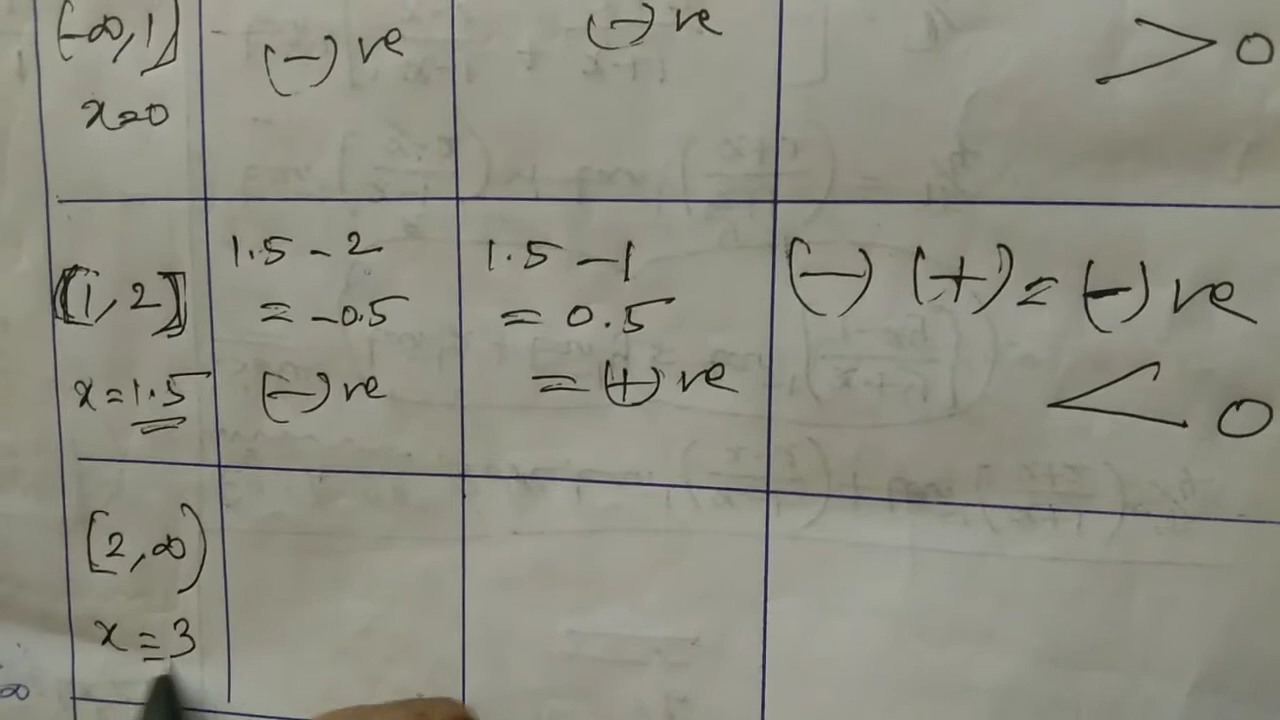 (-∞, 1]
x=0
(-) ve
(-) ve
> 0
[1, 2]
x = 1.5
1.5 - 2
= -0.5
(-) ve
1.5 - 1
= 0.5
= (+) ve
(-) (+) = (-) ve
< 0
[2, ∞)
x = 3
∞